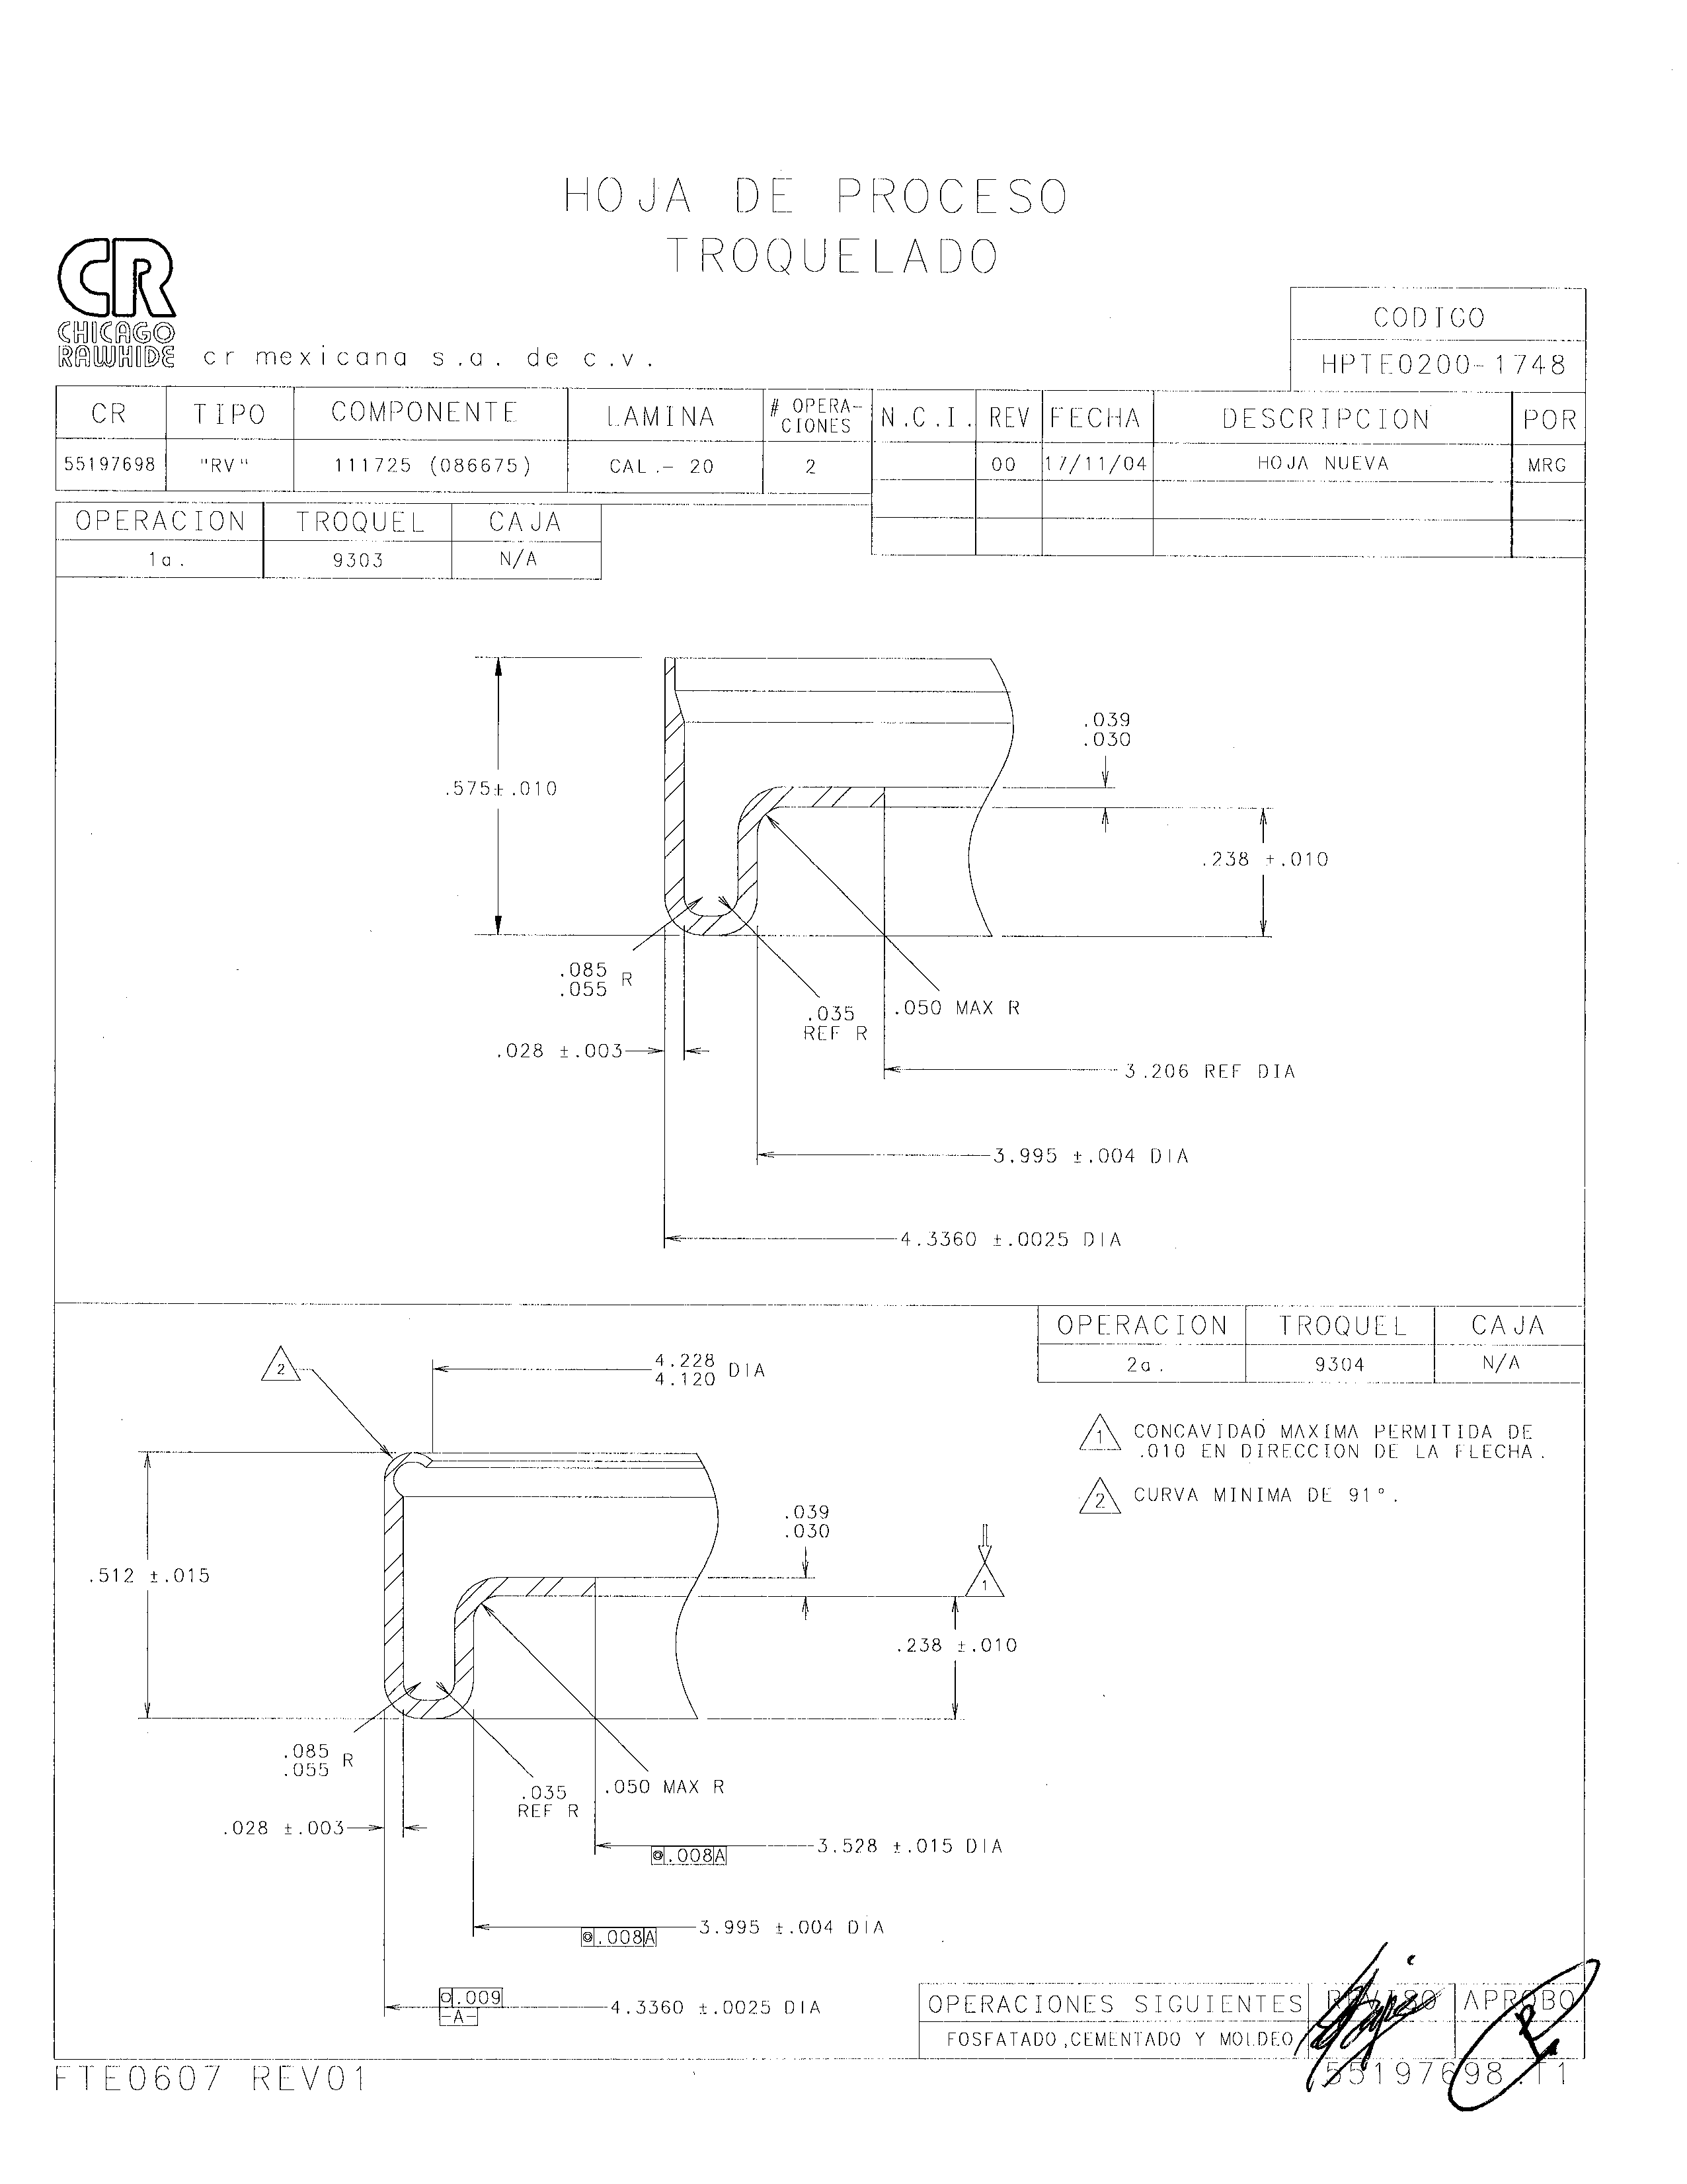 HOJA DE PROCESO
TROQUELADO
CR
CHICAGO
RAWHIDE
cr mexicana s.a. de c.v.
CODIGO
HPTE0200-1748
CR TIPO COMPONENTE LAMINA # OPERA-CIONES N.C.I. REV FECHA DESCRIPCION POR
55197698 "RV" 111725 (086675) CAL.- 20 2 00 17/11/04 HOJA NUEVA MRG
OPERACION TROQUEL CAJA
1a. 9303 N/A
.039
.030
.575±.010
.238 ±.010
.085
.055 R
.035
REF R
.050 MAX R
.028 ±.003
3.206 REF DIA
3.995 ±.004 DIA
4.3360 ±.0025 DIA
OPERACION TROQUEL CAJA
2a. 9304 N/A
2
4.228
4.120 DIA
1 CONCAVIDAD MAXIMA PERMITIDA DE
.010 EN DIRECCION DE LA FLECHA.
2 CURVA MINIMA DE 91°.
.039
.030
1
.512 ±.015
.238 ±.010
.085
.055 R
.035
REF R
.050 MAX R
.028 ±.003
3.528 ±.015 DIA
◎ .008 A
3.995 ±.004 DIA
◎ .008 A
○ .009
-A-
4.3360 ±.0025 DIA
OPERACIONES SIGUIENTES REVISO APROBO
FOSFATADO,CEMENTADO Y MOLDEO
FTE0607 REV01
55197698.T1